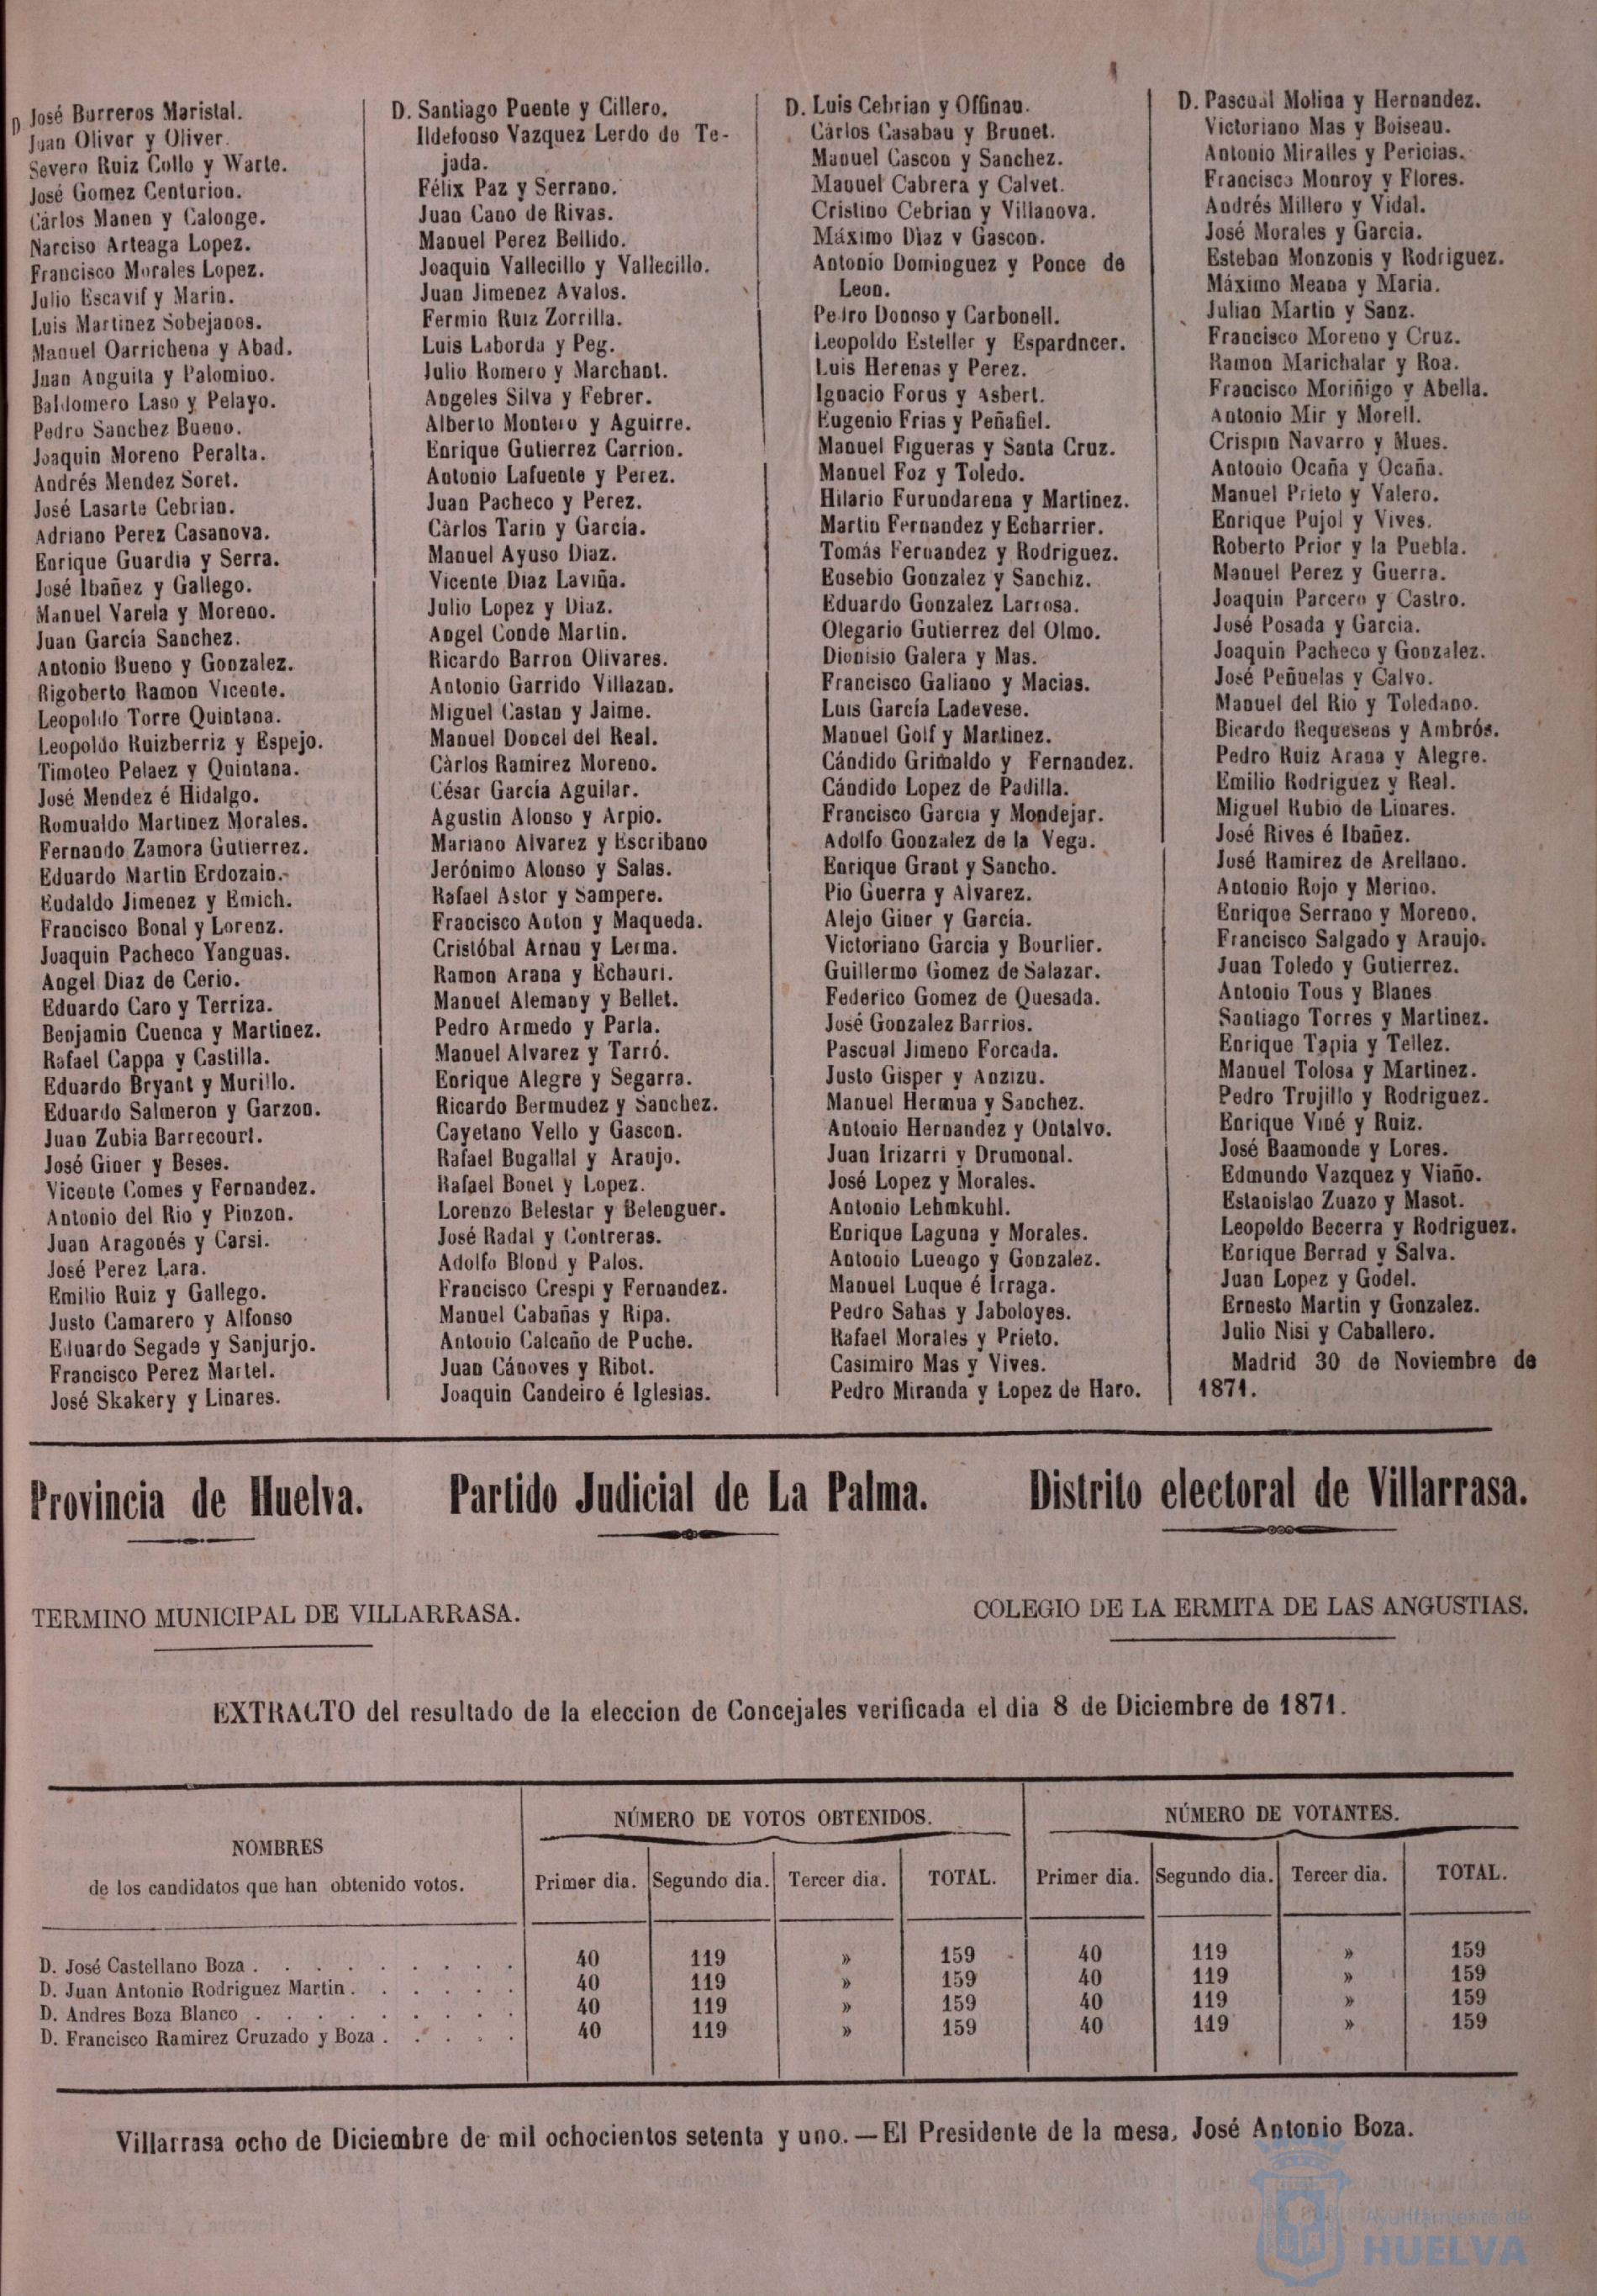 D. José Burreros Maristal.
Juan Oliver y Oliver.
Severo Ruiz Collo y Warte.
José Gomez Centurion.
Cárlos Manen y Calonge.
Narciso Arteaga Lopez.
Francisco Morales Lopez.
Julio Escavif y Marin.
Luis Martinez Sobejanos.
Manuel Oarrichena y Abad.
Juan Anguita y Palomino.
Baldomero Laso y Pelayo.
Pedro Sanchez Bueno.
Joaquin Moreno Peralta.
Andrés Mendez Soret.
José Lasarte Cebrian.
Adriano Perez Casanova.
Enrique Guardia y Serra.
José Ibañez y Gallego.
Manuel Varela y Moreno.
Juan García Sanchez.
Antonio Bueno y Gonzalez.
Rigoberto Ramon Vicente.
Leopoldo Torre Quintana.
Leopoldo Ruizberriz y Espejo.
Timoteo Pelaez y Quintana.
José Mendez é Hidalgo.
Romualdo Martinez Morales.
Fernando Zamora Gutierrez.
Eduardo Martin Erdozain.
Eudaldo Jimenez y Emich.
Francisco Bonal y Lorenz.
Joaquin Pacheco Yanguas.
Angel Diaz de Cerio.
Eduardo Caro y Terriza.
Benjamin Cuenca y Martinez.
Rafael Cappa y Castilla.
Eduardo Bryant y Murillo.
Eduardo Salmeron y Garzon.
Juan Zubia Barrecourt.
José Giner y Beses.
Vicente Comes y Fernandez.
Antonio del Rio y Pinzon.
Juan Aragonés y Carsi.
José Perez Lara.
Emilio Ruiz y Gallego.
Justo Camarero y Alfonso
Eduardo Segade y Sanjurjo.
Francisco Perez Martel.
José Skakery y Linares.
D. Santiago Puente y Cillero.
Ildefonso Vazquez Lerdo de Te-
jada.
Félix Paz y Serrano.
Juan Cano de Rivas.
Manuel Perez Bellido.
Joaquin Vallecillo y Vallecillo.
Juan Jimenez Avalos.
Fermin Ruiz Zorrilla.
Luis Laborda y Peg.
Julio Romero y Marchant.
Angeles Silva y Febrer.
Alberto Montero y Aguirre.
Enrique Gutierrez Carrion.
Antonio Lafuente y Perez.
Juan Pacheco y Perez.
Cárlos Tarin y García.
Manuel Ayuso Diaz.
Vicente Diaz Laviña.
Julio Lopez y Diaz.
Angel Conde Martin.
Ricardo Barron Olivares.
Antonio Garrido Villazan.
Miguel Castan y Jaime.
Manuel Doncel del Real.
Cárlos Ramirez Moreno.
César García Aguilar.
Agustin Alonso y Arpio.
Mariano Alvarez y Escribano
Jerónimo Alonso y Salas.
Rafael Astor y Sampere.
Francisco Anton y Maqueda.
Cristóbal Arnau y Lerma.
Ramon Arana y Echauri.
Manuel Alemany y Bellet.
Pedro Armedo y Parla.
Manuel Alvarez y Tarró.
Enrique Alegre y Segarra.
Ricardo Bermudez y Sanchez.
Cayetano Vello y Gascon.
Rafael Bugallal y Araujo.
Rafael Bonet y Lopez.
Lorenzo Belestar y Belenguer.
José Radal y Contreras.
Adolfo Blond y Palos.
Francisco Crespi y Fernandez.
Manuel Cabañas y Ripa.
Antonio Calcaño de Puche.
Juan Cánoves y Ribot.
Joaquin Candeiro é Iglesias.
D. Luis Cebrian y Offinau.
Cárlos Casabau y Brunet.
Manuel Cascon y Sanchez.
Manuel Cabrera y Calvet.
Cristino Cebrian y Villanova.
Máximo Diaz y Gascon.
Antonio Dominguez y Ponce de
Leon.
Pedro Donoso y Carbonell.
Leopoldo Esteller y Espardncer.
Luis Herenas y Perez.
Ignacio Forus y Asbert.
Eugenio Frias y Peñafiel.
Manuel Figueras y Santa Cruz.
Manuel Foz y Toledo.
Hilario Furundarena y Martinez.
Martin Fernandez y Echarrier.
Tomás Fernandez y Rodriguez.
Eusebio Gonzalez y Sanchiz.
Eduardo Gonzalez Larrosa.
Olegario Gutierrez del Olmo.
Dionisio Galera y Mas.
Francisco Galiano y Macias.
Luis García Ladevese.
Manuel Golf y Martinez.
Cándido Grimaldo y Fernandez.
Cándido Lopez de Padilla.
Francisco Garcia y Mondejar.
Adolfo Gonzalez de la Vega.
Enrique Grant y Sancho.
Pio Guerra y Alvarez.
Alejo Giner y García.
Victoriano Garcia y Bourlier.
Guillermo Gomez de Salazar.
Federico Gomez de Quesada.
José Gonzalez Barrios.
Pascual Jimeno Forcada.
Justo Gisper y Anzizu.
Manuel Hermua y Sanchez.
Antonio Hernandez y Ontalvo.
Juan Irizarri y Drumonal.
José Lopez y Morales.
Antonio Lehmkuhl.
Enrique Laguna y Morales.
Antonio Luengo y Gonzalez.
Manuel Luque é Irraga.
Pedro Sahas y Jaboloyes.
Rafael Morales y Prieto.
Casimiro Mas y Vives.
Pedro Miranda y Lopez de Haro.
D. Pascual Molina y Hernandez.
Victoriano Mas y Boiseau.
Antonio Miralles y Pericias.
Francisco Monroy y Flores.
Andrés Millero y Vidal.
José Morales y Garcia.
Esteban Monzonis y Rodriguez.
Máximo Meana y Maria.
Julian Martin y Sanz.
Francisco Moreno y Cruz.
Ramon Marichalar y Roa.
Francisco Moriñigo y Abella.
Antonio Mir y Morell.
Crispin Navarro y Mues.
Antonio Ocaña y Ocaña.
Manuel Prieto y Valero.
Enrique Pujol y Vives.
Roberto Prior y la Puebla.
Manuel Perez y Guerra.
Joaquin Parcero y Castro.
José Posada y Garcia.
Joaquin Pacheco y Gonzalez.
José Peñuelas y Calvo.
Manuel del Rio y Toledano.
Bicardo Requesens y Ambrós.
Pedro Ruiz Arana y Alegre.
Emilio Rodriguez y Real.
Miguel Rubio de Linares.
José Rives é Ibañez.
José Ramirez de Arellano.
Antonio Rojo y Merino.
Enrique Serrano y Moreno.
Francisco Salgado y Araujo.
Juan Toledo y Gutierrez.
Antonio Tous y Blanes
Santiago Torres y Martinez.
Enrique Tapia y Tellez.
Manuel Tolosa y Martinez.
Pedro Trujillo y Rodriguez.
Enrique Viné y Ruiz.
José Baamonde y Lores.
Edmundo Vazquez y Viaño.
Estanislao Zuazo y Masot.
Leopoldo Becerra y Rodriguez.
Enrique Berrad y Salva.
Juan Lopez y Godel.
Ernesto Martin y Gonzalez.
Julio Nisi y Caballero.
Madrid 30 de Noviembre de
1871.
Provincia de Huelva. Partido Judicial de La Palma. Distrito electoral de Villarrasa.
TERMINO MUNICIPAL DE VILLARRASA. COLEGIO DE LA ERMITA DE LAS ANGUSTIAS.
EXTRACTO del resultado de la eleccion de Concejales verificada el dia 8 de Diciembre de 1871.
NOMBRES
de los candidatos que han obtenido votos.
NÚMERO DE VOTOS OBTENIDOS. NÚMERO DE VOTANTES.
Primer dia. Segundo dia. Tercer dia. TOTAL. Primer dia. Segundo dia. Tercer dia. TOTAL.
D. José Castellano Boza . . . . . . . . . 40 119 » 159 40 119 » 159
D. Juan Antonio Rodriguez Martin . . . . . . 40 119 » 159 40 119 » 159
D. Andres Boza Blanco . . . . . . . . . 40 119 » 159 40 119 » 159
D. Francisco Ramirez Cruzado y Boza . . . . . 40 119 » 159 40 119 » 159
Villarrasa ocho de Diciembre de mil ochocientos setenta y uno. — El Presidente de la mesa, José Antonio Boza.
Ayuntamiento de
HUELVA